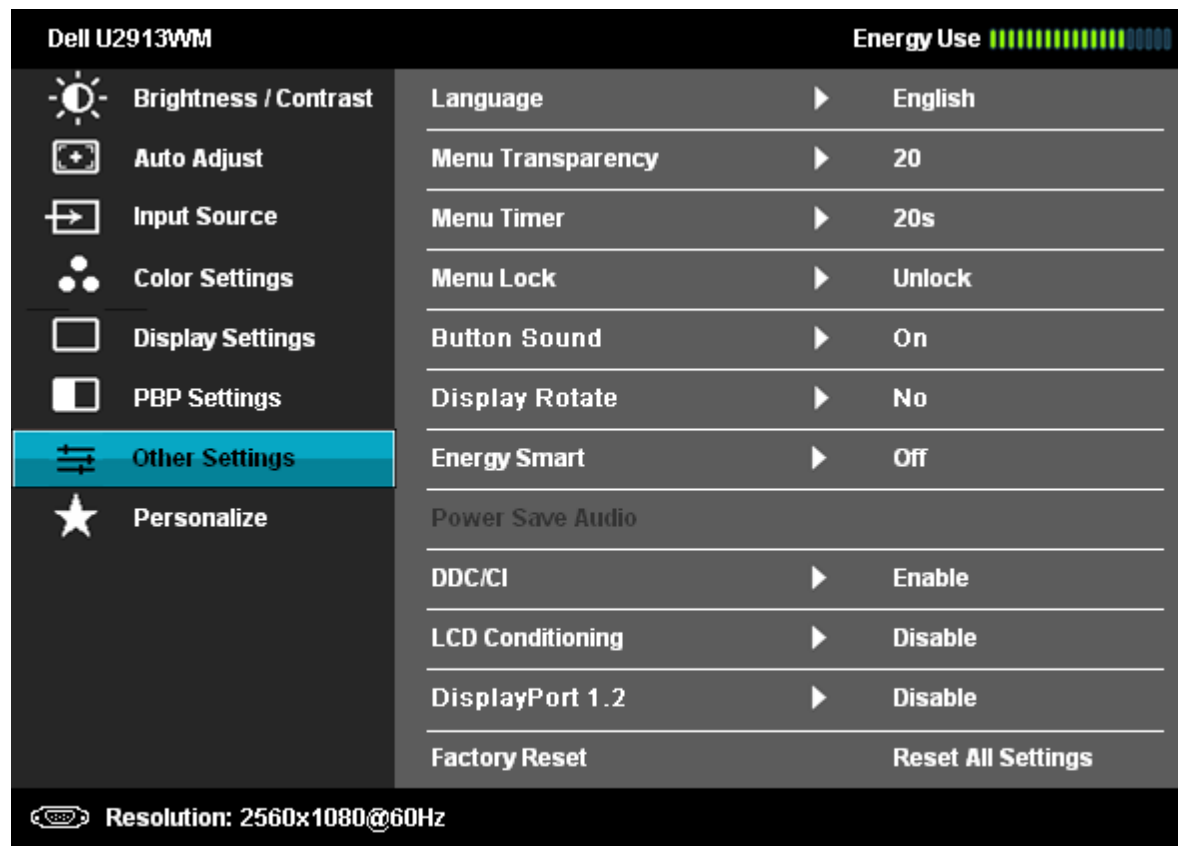 Dell U2913WM Energy Use
Brightness / Contrast Language English
Auto Adjust Menu Transparency 20
Input Source Menu Timer 20s
Color Settings Menu Lock Unlock
Display Settings Button Sound On
PBP Settings Display Rotate No
Other Settings Energy Smart Off
Personalize Power Save Audio
DDC/CI Enable
LCD Conditioning Disable
DisplayPort 1.2 Disable
Factory Reset Reset All Settings
Resolution: 2560x1080@60Hz